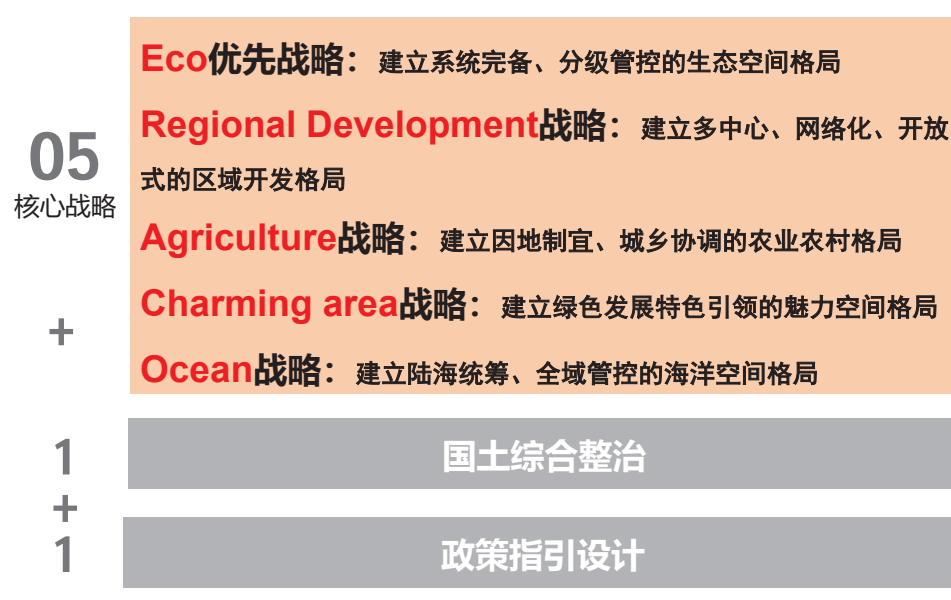 Eco优先战略：建立系统完备、分级管控的生态空间格局
Regional Development战略：建立多中心、网络化、开放
式的区域开发格局
05
核心战略
Agriculture战略：建立因地制宜、城乡协调的农业农村格局
Charming area战略：建立绿色发展特色引领的魅力空间格局
+
Ocean战略：建立陆海统筹、全域管控的海洋空间格局
1
国土综合整治
+
1
政策指引设计